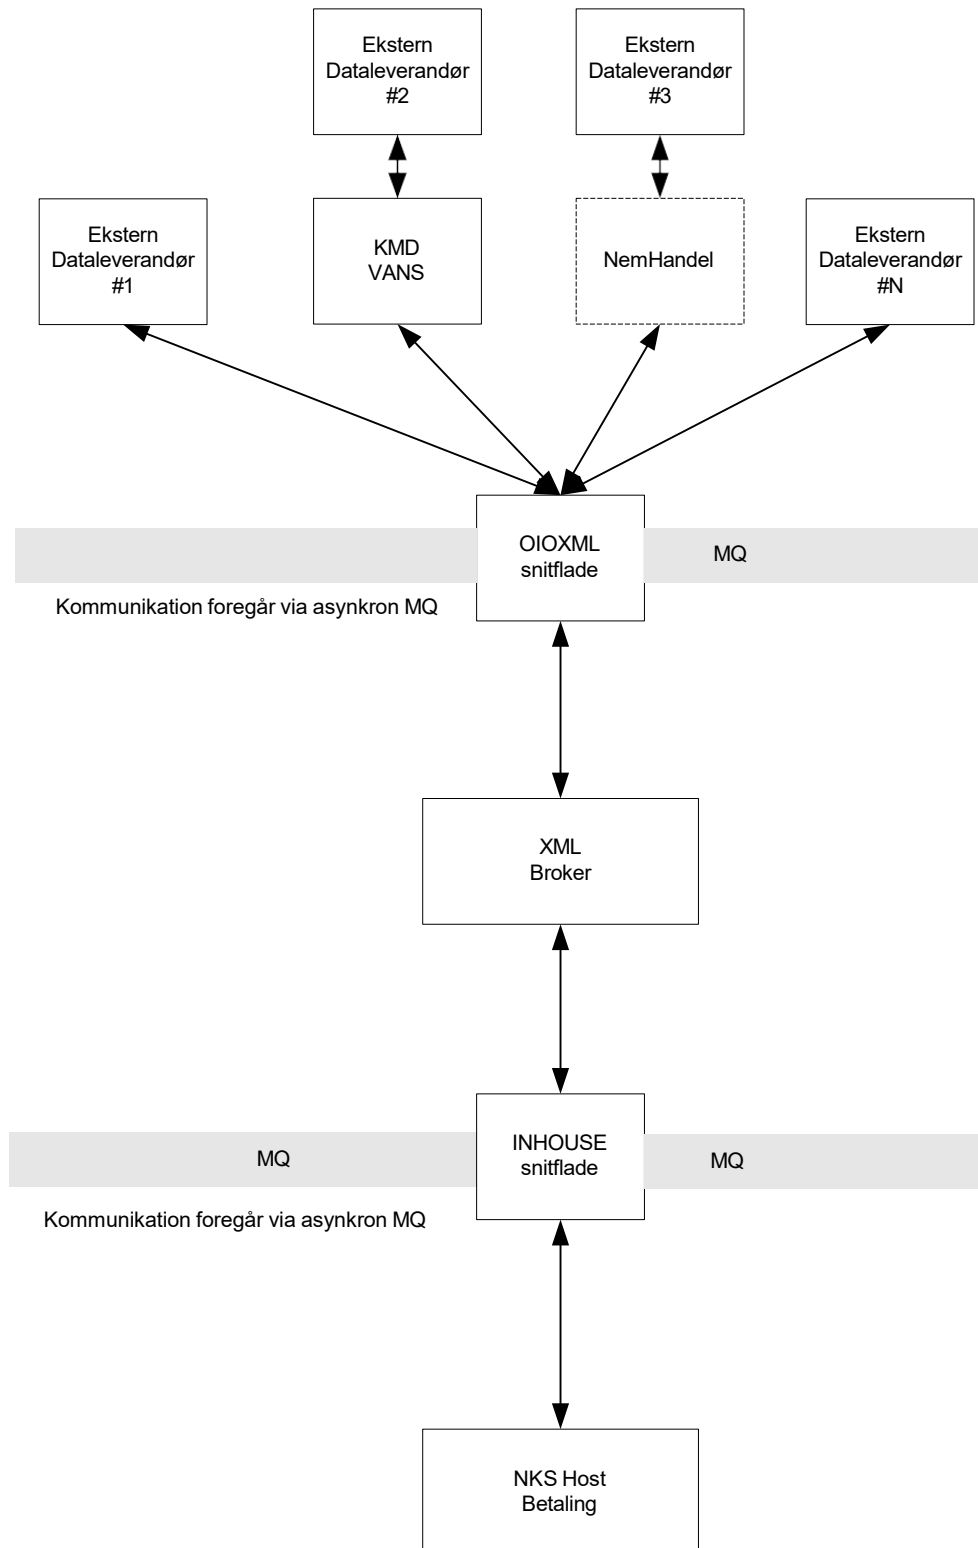 Ekstern
Dataleverandør
#2
Ekstern
Dataleverandør
#3
Ekstern
Dataleverandør
#1
KMD
VANS
NemHandel
Ekstern
Dataleverandør
#N
OIOXML
snitflade
MQ
Kommunikation foregår via asynkron MQ
XML
Broker
INHOUSE
snitflade
MQ
MQ
Kommunikation foregår via asynkron MQ
NKS Host
Betaling